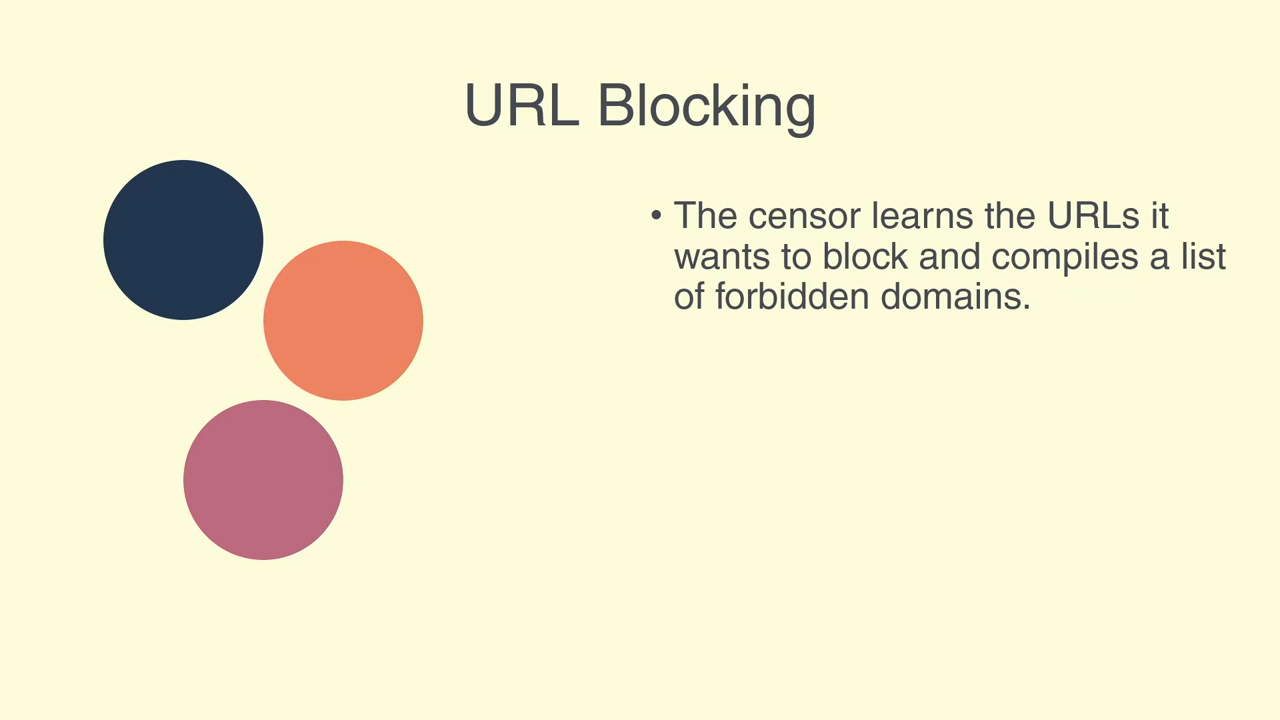 URL Blocking
• The censor learns the URLs it
wants to block and compiles a list
of forbidden domains.